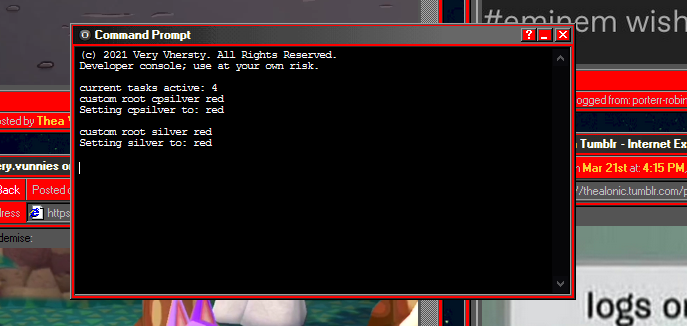 #eminem wish
Command Prompt
(c) 2021 Very Vhersty. All Rights Reserved.
Developer console; use at your own risk.
current tasks active: 4
custom root cpsilver red
Setting cpsilver to: red
custom root silver red
Setting silver to: red
osted by Thea V
logged from: porterr-robin
Tumblr - Internet Ex
ery.vunnies on
Mar 21st at: 4:15 PM,
Back
Posted o
://thealonic.tumblr.com/p
dress
https
demise:
logs or